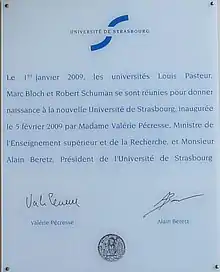 UNIVERSITÉ DE STRASBOURG
Le 1er janvier 2009, les universités Louis Pasteur,
Marc Bloch et Robert Schuman se sont réunies pour donner
naissance à la nouvelle Université de Strasbourg, inaugurée
le 5 février 2009 par Madame Valérie Pécresse, Ministre de
l'Enseignement supérieur et de la Recherche, et Monsieur
Alain Beretz, Président de l'Université de Strasbourg
Valérie Pécresse
Alain Beretz